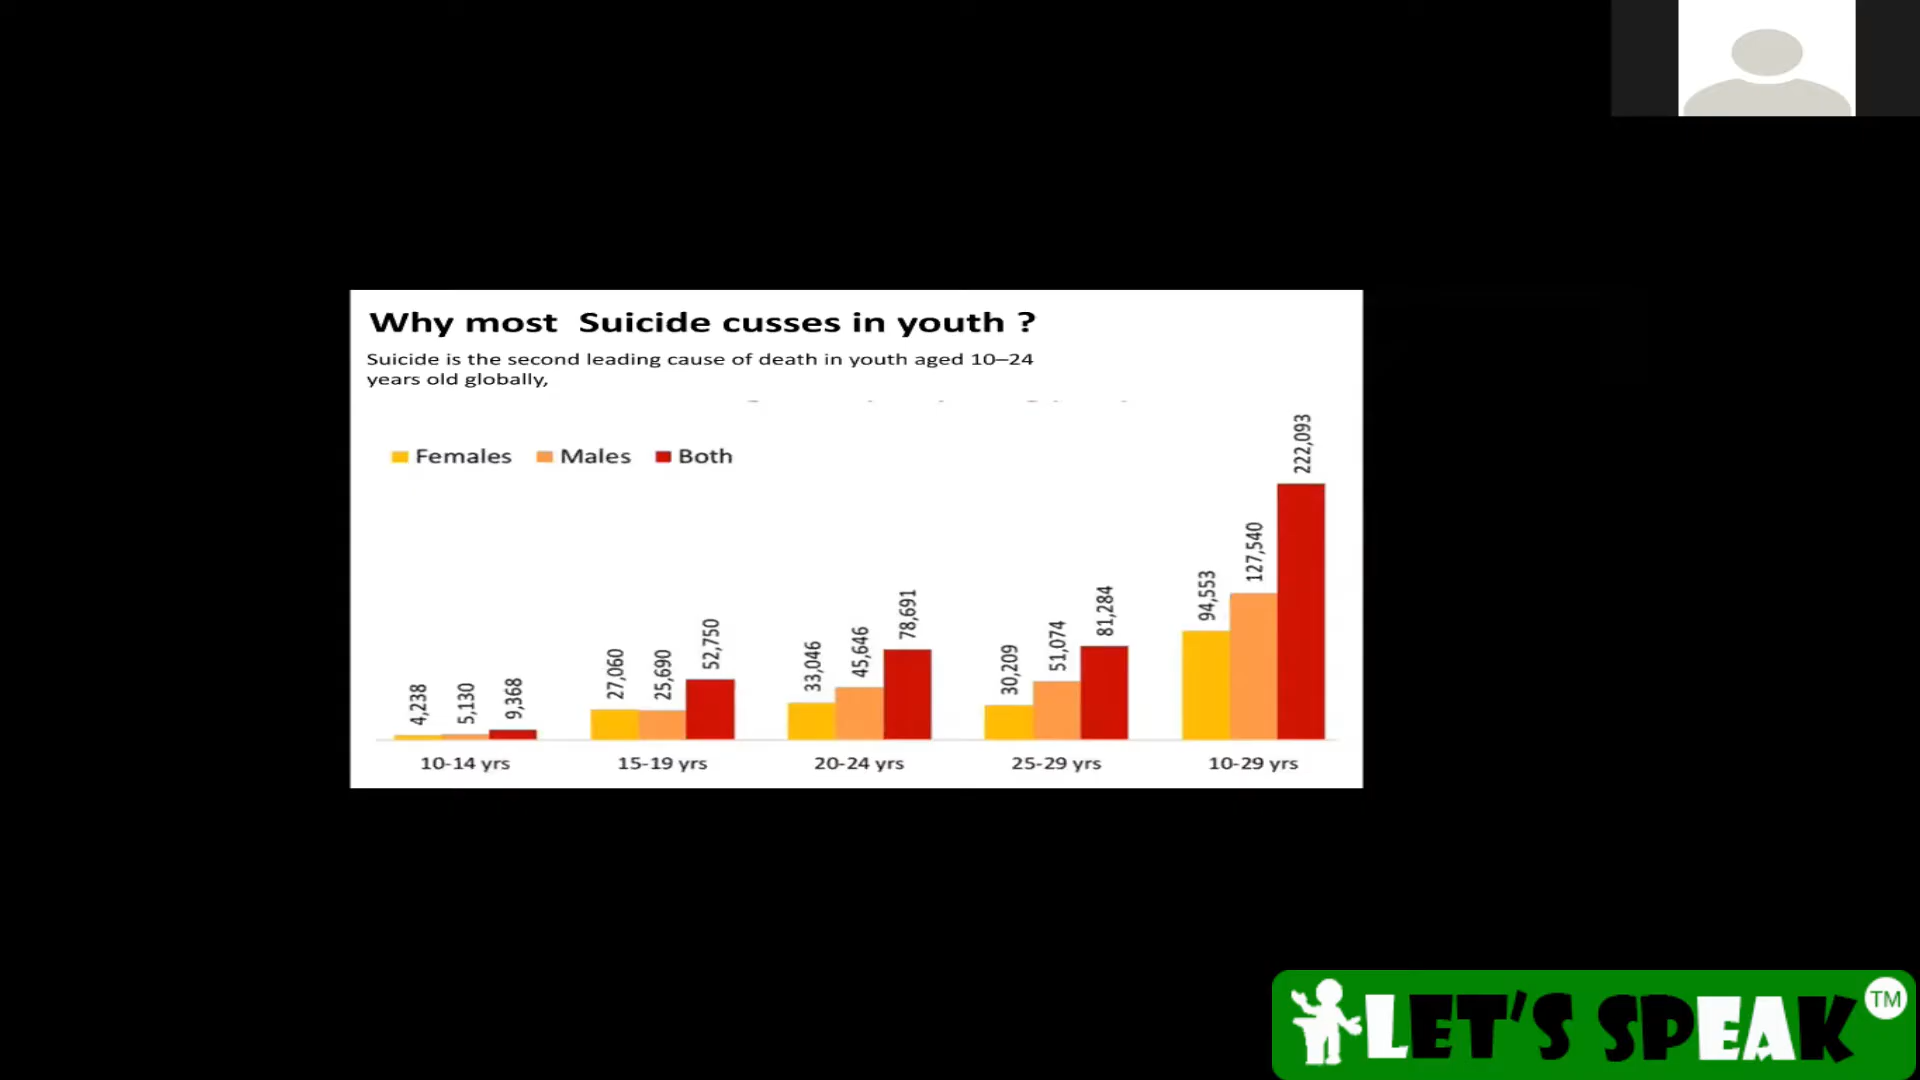 Why most Suicide cusses in youth ?
Suicide is the second leading cause of death in youth aged 10–24
years old globally,
Females Males Both
4,238 5,130 9,368 27,060 25,690 52,750 33,046 45,646 78,691 30,209 51,074 81,284 94,553 127,540 222,093
10-14 yrs 15-19 yrs 20-24 yrs 25-29 yrs 10-29 yrs
LET'S SPEAK TM